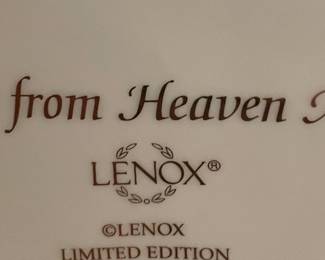 from Heaven
LENOX®
©LENOX
LIMITED EDITION